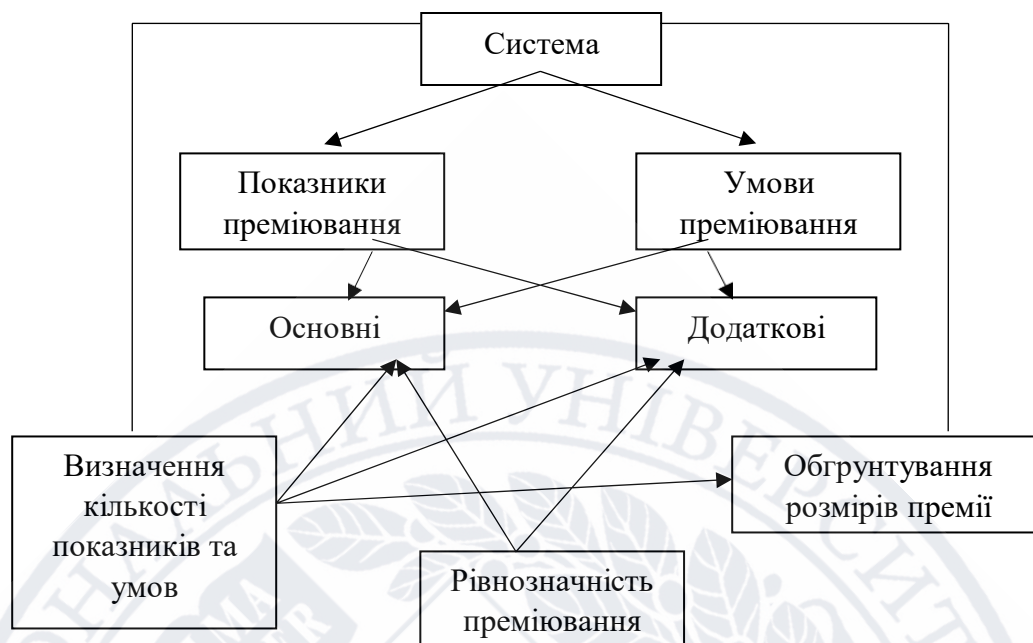 Система
Показники
преміювання
Умови
преміювання
Основні
Додаткові
Визначення
кількості
показників та
умов
Обгрунтування
розмірів премії
Рівнозначність
преміювання